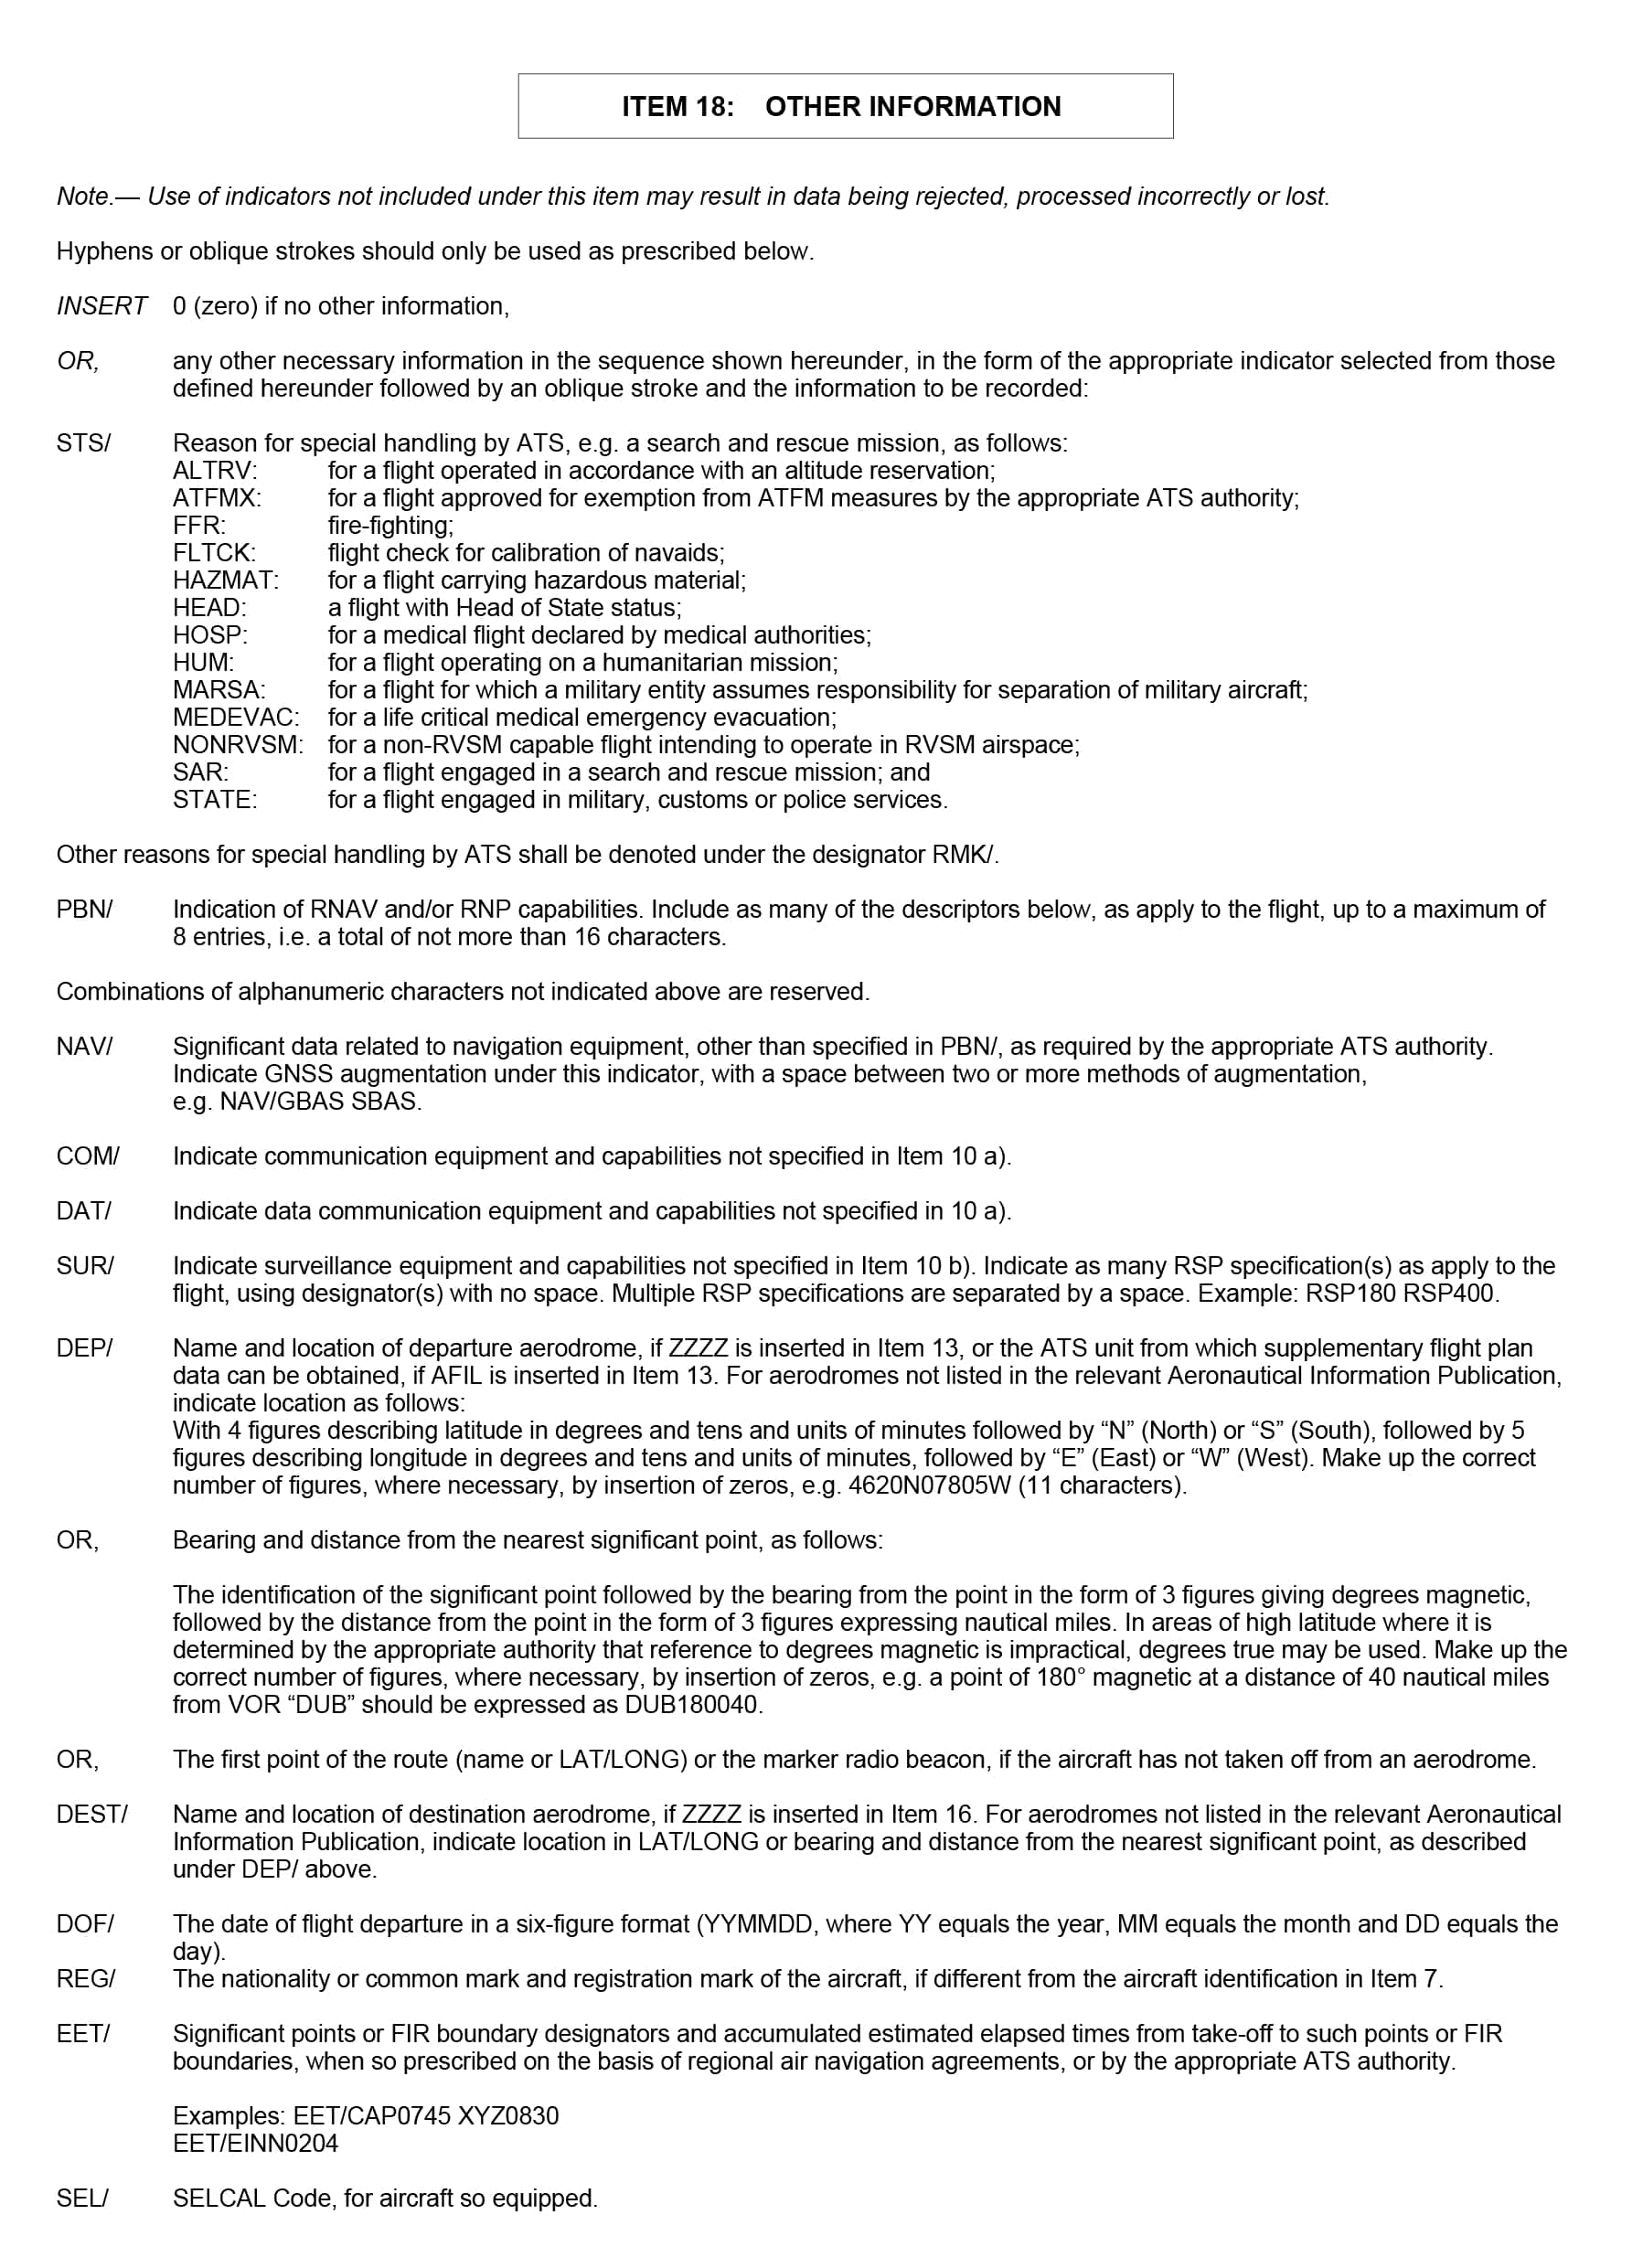 ITEM 18: OTHER INFORMATION
Note.— Use of indicators not included under this item may result in data being rejected, processed incorrectly or lost.
Hyphens or oblique strokes should only be used as prescribed below.
INSERT 0 (zero) if no other information,
OR, any other necessary information in the sequence shown hereunder, in the form of the appropriate indicator selected from those
defined hereunder followed by an oblique stroke and the information to be recorded:
STS/ Reason for special handling by ATS, e.g. a search and rescue mission, as follows:
ALTRV: for a flight operated in accordance with an altitude reservation;
ATFMX: for a flight approved for exemption from ATFM measures by the appropriate ATS authority;
FFR: fire-fighting;
FLTCK: flight check for calibration of navaids;
HAZMAT: for a flight carrying hazardous material;
HEAD: a flight with Head of State status;
HOSP: for a medical flight declared by medical authorities;
HUM: for a flight operating on a humanitarian mission;
MARSA: for a flight for which a military entity assumes responsibility for separation of military aircraft;
MEDEVAC: for a life critical medical emergency evacuation;
NONRVSM: for a non-RVSM capable flight intending to operate in RVSM airspace;
SAR: for a flight engaged in a search and rescue mission; and
STATE: for a flight engaged in military, customs or police services.
Other reasons for special handling by ATS shall be denoted under the designator RMK/.
PBN/ Indication of RNAV and/or RNP capabilities. Include as many of the descriptors below, as apply to the flight, up to a maximum of
8 entries, i.e. a total of not more than 16 characters.
Combinations of alphanumeric characters not indicated above are reserved.
NAV/ Significant data related to navigation equipment, other than specified in PBN/, as required by the appropriate ATS authority.
Indicate GNSS augmentation under this indicator, with a space between two or more methods of augmentation,
e.g. NAV/GBAS SBAS.
COM/ Indicate communication equipment and capabilities not specified in Item 10 a).
DAT/ Indicate data communication equipment and capabilities not specified in 10 a).
SUR/ Indicate surveillance equipment and capabilities not specified in Item 10 b). Indicate as many RSP specification(s) as apply to the
flight, using designator(s) with no space. Multiple RSP specifications are separated by a space. Example: RSP180 RSP400.
DEP/ Name and location of departure aerodrome, if ZZZZ is inserted in Item 13, or the ATS unit from which supplementary flight plan
data can be obtained, if AFIL is inserted in Item 13. For aerodromes not listed in the relevant Aeronautical Information Publication,
indicate location as follows:
With 4 figures describing latitude in degrees and tens and units of minutes followed by “N” (North) or “S” (South), followed by 5
figures describing longitude in degrees and tens and units of minutes, followed by “E” (East) or “W” (West). Make up the correct
number of figures, where necessary, by insertion of zeros, e.g. 4620N07805W (11 characters).
OR, Bearing and distance from the nearest significant point, as follows:
The identification of the significant point followed by the bearing from the point in the form of 3 figures giving degrees magnetic,
followed by the distance from the point in the form of 3 figures expressing nautical miles. In areas of high latitude where it is
determined by the appropriate authority that reference to degrees magnetic is impractical, degrees true may be used. Make up the
correct number of figures, where necessary, by insertion of zeros, e.g. a point of 180° magnetic at a distance of 40 nautical miles
from VOR “DUB” should be expressed as DUB180040.
OR, The first point of the route (name or LAT/LONG) or the marker radio beacon, if the aircraft has not taken off from an aerodrome.
DEST/ Name and location of destination aerodrome, if ZZZZ is inserted in Item 16. For aerodromes not listed in the relevant Aeronautical
Information Publication, indicate location in LAT/LONG or bearing and distance from the nearest significant point, as described
under DEP/ above.
DOF/ The date of flight departure in a six-figure format (YYMMDD, where YY equals the year, MM equals the month and DD equals the
day).
REG/ The nationality or common mark and registration mark of the aircraft, if different from the aircraft identification in Item 7.
EET/ Significant points or FIR boundary designators and accumulated estimated elapsed times from take-off to such points or FIR
boundaries, when so prescribed on the basis of regional air navigation agreements, or by the appropriate ATS authority.
Examples: EET/CAP0745 XYZ0830
EET/EINN0204
SEL/ SELCAL Code, for aircraft so equipped.